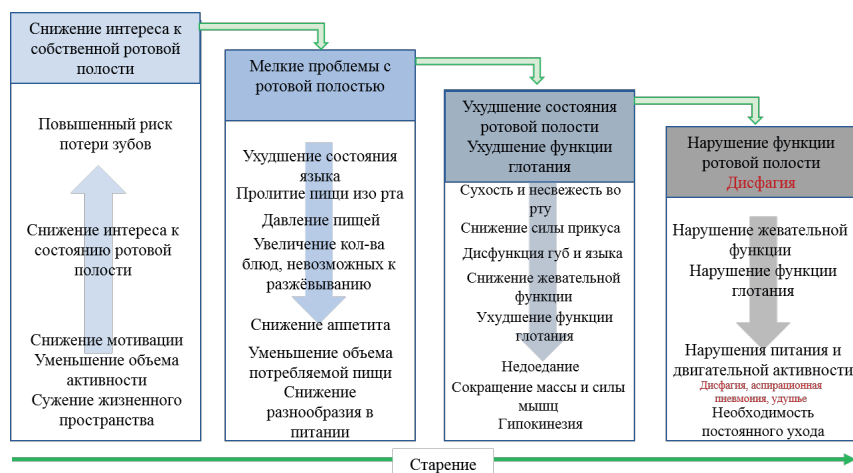 Снижение интереса к
собственной ротовой
полости
Повышенный риск
потери зубов
Снижение интереса к
состоянию ротовой
полости
Снижение мотивации
Уменьшение объема
активности
Сужение жизненного
пространства
Мелкие проблемы с
ротовой полостью
Ухудшение состояния
языка
Пролитие пищи изо рта
Давление пищей
Увеличение кол-ва
блюд, невозможных к
разжёвыванию
Снижение аппетита
Уменьшение объема
потребляемой пищи
Снижение
разнообразия в
питании
Ухудшение состояния
ротовой полости
Ухудшение функции
глотания
Сухость и несвежесть во
рту
Снижение силы прикуса
Дисфункция губ и языка
Снижение жевательной
функции
Ухудшение функции
глотания
Недоедание
Сокращение массы и силы
мышц
Гипокинезия
Нарушение функции
ротовой полости
Дисфагия
Нарушение жевательной
функции
Нарушение функции
глотания
Нарушения питания и
двигательной активности
Дисфагия, аспирационная
пневмония, удушье
Необходимость
постоянного ухода
Старение